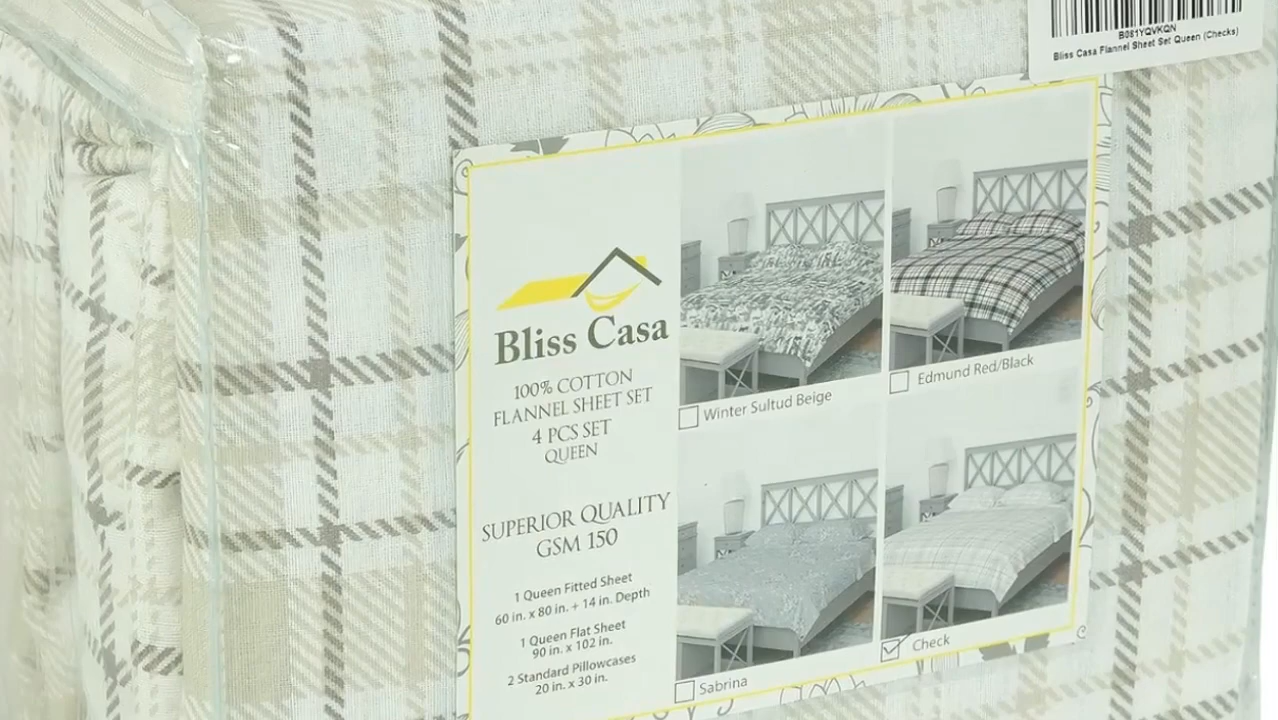 B081YQVKQN
Bliss Casa Flannel Sheet Set Queen (Checks)
Bliss Casa
100% COTTON
FLANNEL SHEET SET
4 PCS SET
QUEEN
SUPERIOR QUALITY
GSM 150
1 Queen Fitted Sheet
60 in. x 80 in. + 14 in. Depth
1 Queen Flat Sheet
90 in. x 102 in.
2 Standard Pillowcases
20 in. x 30 in.
Winter Sultud Beige
Edmund Red/Black
Sabrina
Check